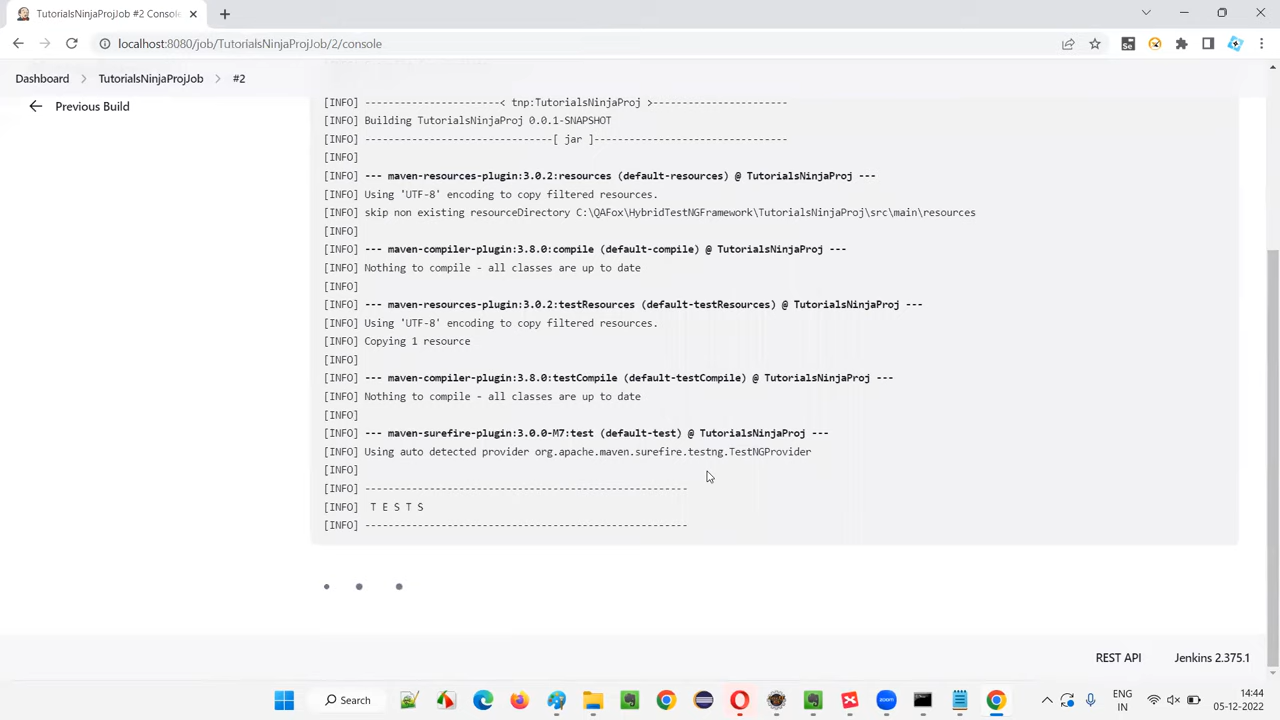 TutorialsNinjaProjJob #2 Console
localhost:8080/job/TutorialsNinjaProjJob/2/console
Dashboard
TutorialsNinjaProjJob
#2
Previous Build
[INFO] -----------------------< tnp:TutorialsNinjaProj >-----------------------
[INFO] Building TutorialsNinjaProj 0.0.1-SNAPSHOT
[INFO] --------------------------------[ jar ]---------------------------------
[INFO]
[INFO] --- maven-resources-plugin:3.0.2:resources (default-resources) @ TutorialsNinjaProj ---
[INFO] Using 'UTF-8' encoding to copy filtered resources.
[INFO] skip non existing resourceDirectory C:\QAFox\HybridTestNGFramework\TutorialsNinjaProj\src\main\resources
[INFO]
[INFO] --- maven-compiler-plugin:3.8.0:compile (default-compile) @ TutorialsNinjaProj ---
[INFO] Nothing to compile - all classes are up to date
[INFO]
[INFO] --- maven-resources-plugin:3.0.2:testResources (default-testResources) @ TutorialsNinjaProj ---
[INFO] Using 'UTF-8' encoding to copy filtered resources.
[INFO] Copying 1 resource
[INFO]
[INFO] --- maven-compiler-plugin:3.8.0:testCompile (default-testCompile) @ TutorialsNinjaProj ---
[INFO] Nothing to compile - all classes are up to date
[INFO]
[INFO] --- maven-surefire-plugin:3.0.0-M7:test (default-test) @ TutorialsNinjaProj ---
[INFO] Using auto detected provider org.apache.maven.surefire.testng.TestNGProvider
[INFO]
[INFO] -------------------------------------------------------
[INFO]  T E S T S
[INFO] -------------------------------------------------------
REST API
Jenkins 2.375.1
Search
zoom
ENG
IN
14:44
05-12-2022